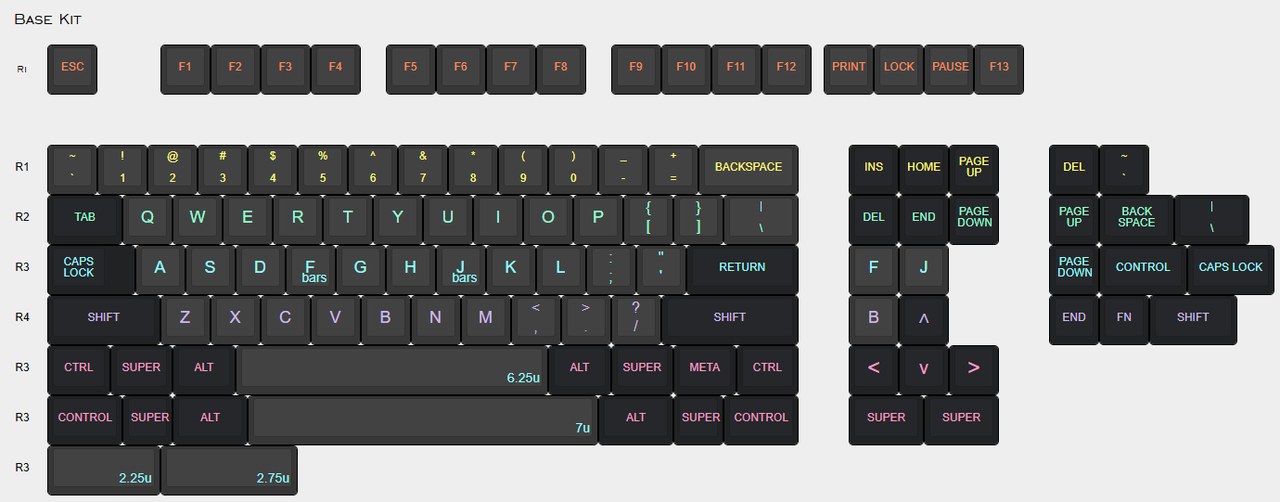 Base Kit
R1 ESC F1 F2 F3 F4 F5 F6 F7 F8 F9 F10 F11 F12 PRINT LOCK PAUSE F13
~ ! @ # $ % ^ & * ( ) _ + PAGE ~
R1 BACKSPACE INS HOME UP DEL
` 1 2 3 4 5 6 7 8 9 0 - = `
{ } | PAGE PAGE BACK |
R2 TAB Q W E R T Y U I O P DEL END DOWN UP SPACE
[ ] \ \
CAPS : " PAGE
R3 LOCK A S D F G H J K L RETURN F J DOWN CONTROL CAPS LOCK
bars bars ; '
< > ?
R4 SHIFT Z X C V B N M SHIFT B ʌ END FN SHIFT
, . /
R3 CTRL SUPER ALT 6.25u ALT SUPER META CTRL < v >
R3 CONTROL SUPER ALT 7u ALT SUPER CONTROL SUPER SUPER
R3 2.25u 2.75u